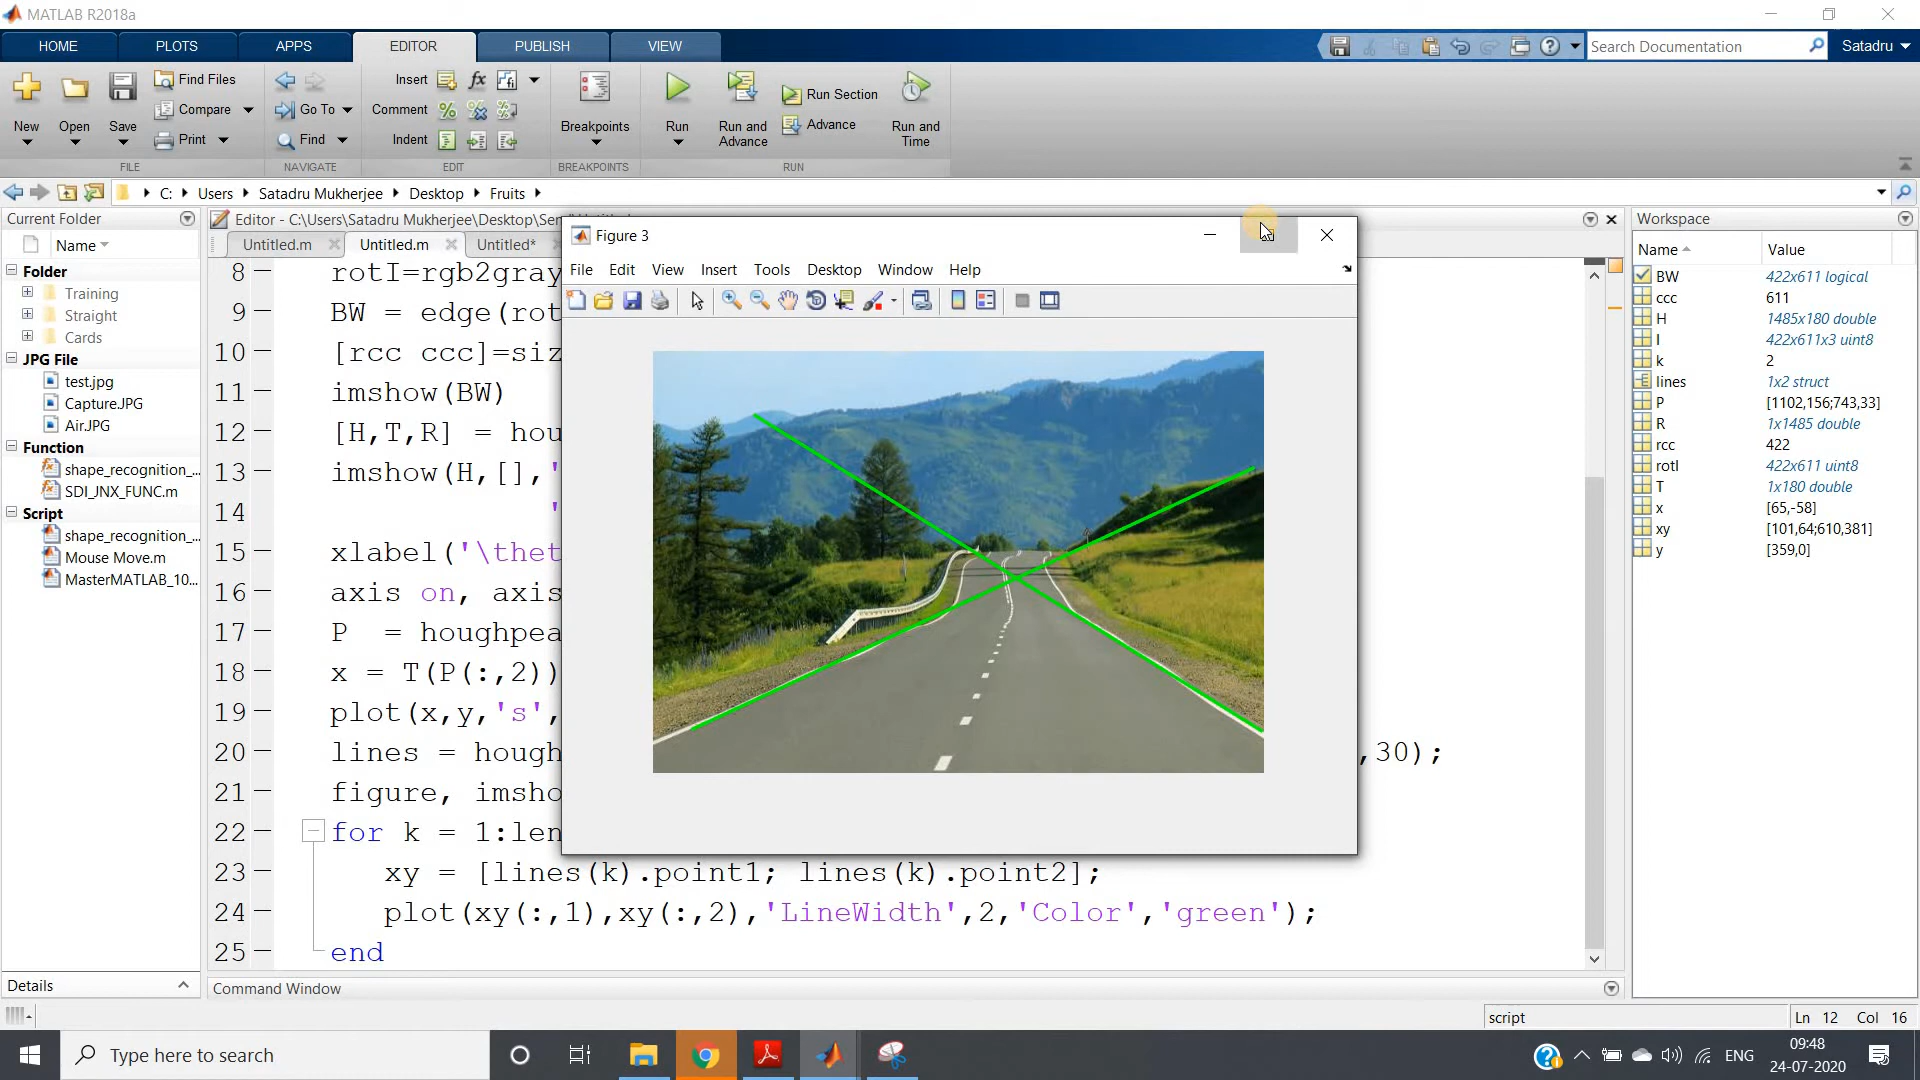 MATLAB R2018a
HOME PLOTS APPS EDITOR PUBLISH VIEW
Search Documentation
Satadru
New
Open
Save
Find Files
Compare
Print
Go To
Find
Insert
Comment
Indent
Breakpoints
Run
Run and Advance
Run Section
Advance
Run and Time
FILE NAVIGATE EDIT BREAKPOINTS RUN
C: Users Satadru Mukherjee Desktop Fruits
Current Folder
Name
Folder
Training
Straight
Cards
JPG File
test.jpg
Capture.JPG
Air.JPG
Function
shape_recognition_...
SDI_JNX_FUNC.m
Script
shape_recognition_...
Mouse Move.m
MasterMATLAB_10...
Details
Editor - C:\Users\Satadru Mukherjee\Desktop\Sen
Untitled.m Untitled.m Untitled*
8 rotI=rgb2gray
9 BW = edge(rot
10 [rcc ccc]=siz
11 imshow(BW)
12 [H,T,R] = hou
13 imshow(H,[],'
14 '
15 xlabel('\thet
16 axis on, axis
17 P = houghpea
18 x = T(P(:,2))
19 plot(x,y,'s',
20 lines = hough ,30);
21 figure, imsho
22 for k = 1:len
23 xy = [lines(k).point1; lines(k).point2];
24 plot(xy(:,1),xy(:,2),'LineWidth',2,'Color','green');
25 end
Figure 3
File Edit View Insert Tools Desktop Window Help
Command Window
Workspace
Name Value
BW 422x611 logical
ccc 611
H 1485x180 double
I 422x611x3 uint8
k 2
lines 1x2 struct
P [1102,156;743,33]
R 1x1485 double
rcc 422
rotI 422x611 uint8
T 1x180 double
x [65,-58]
xy [101,64;610,381]
y [359,0]
script
Ln 12 Col 16
Type here to search
ENG
09:48
24-07-2020